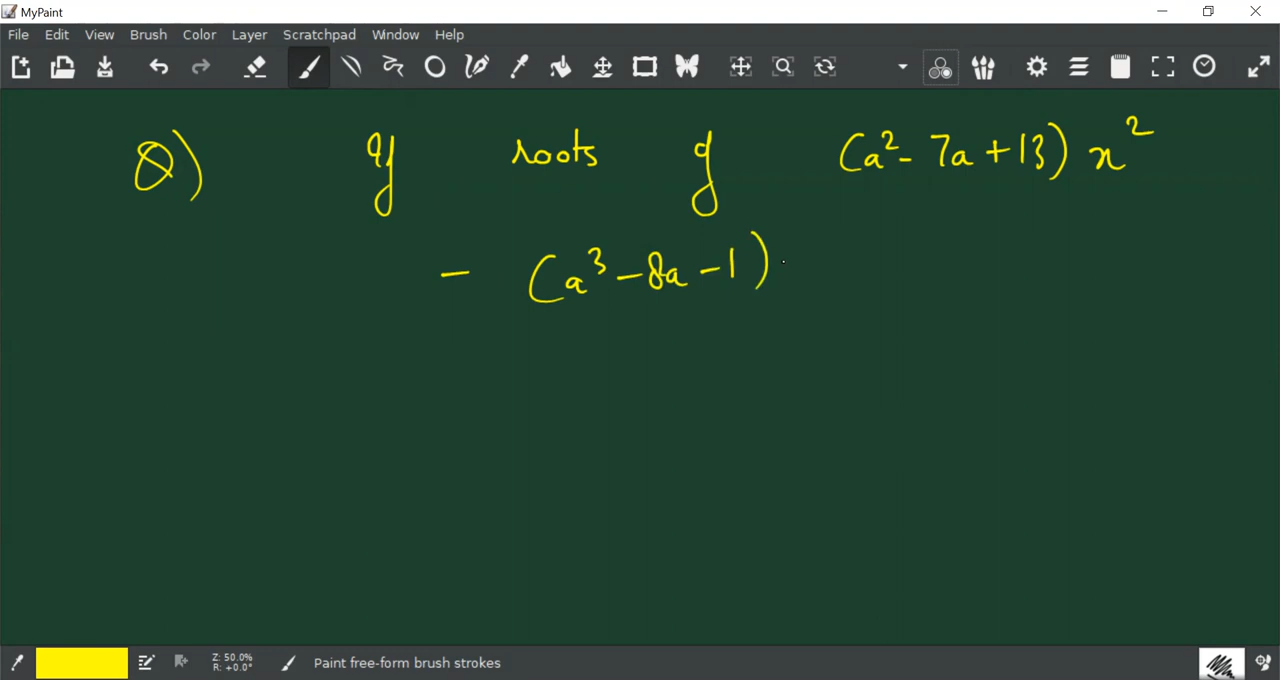 MyPaint
File Edit View Brush Color Layer Scratchpad Window Help
Q) If roots of (a² - 7a + 13) x²
- (a³ - 8a - 1)
Z: 50.0%
R: +0.0°
Paint free-form brush strokes